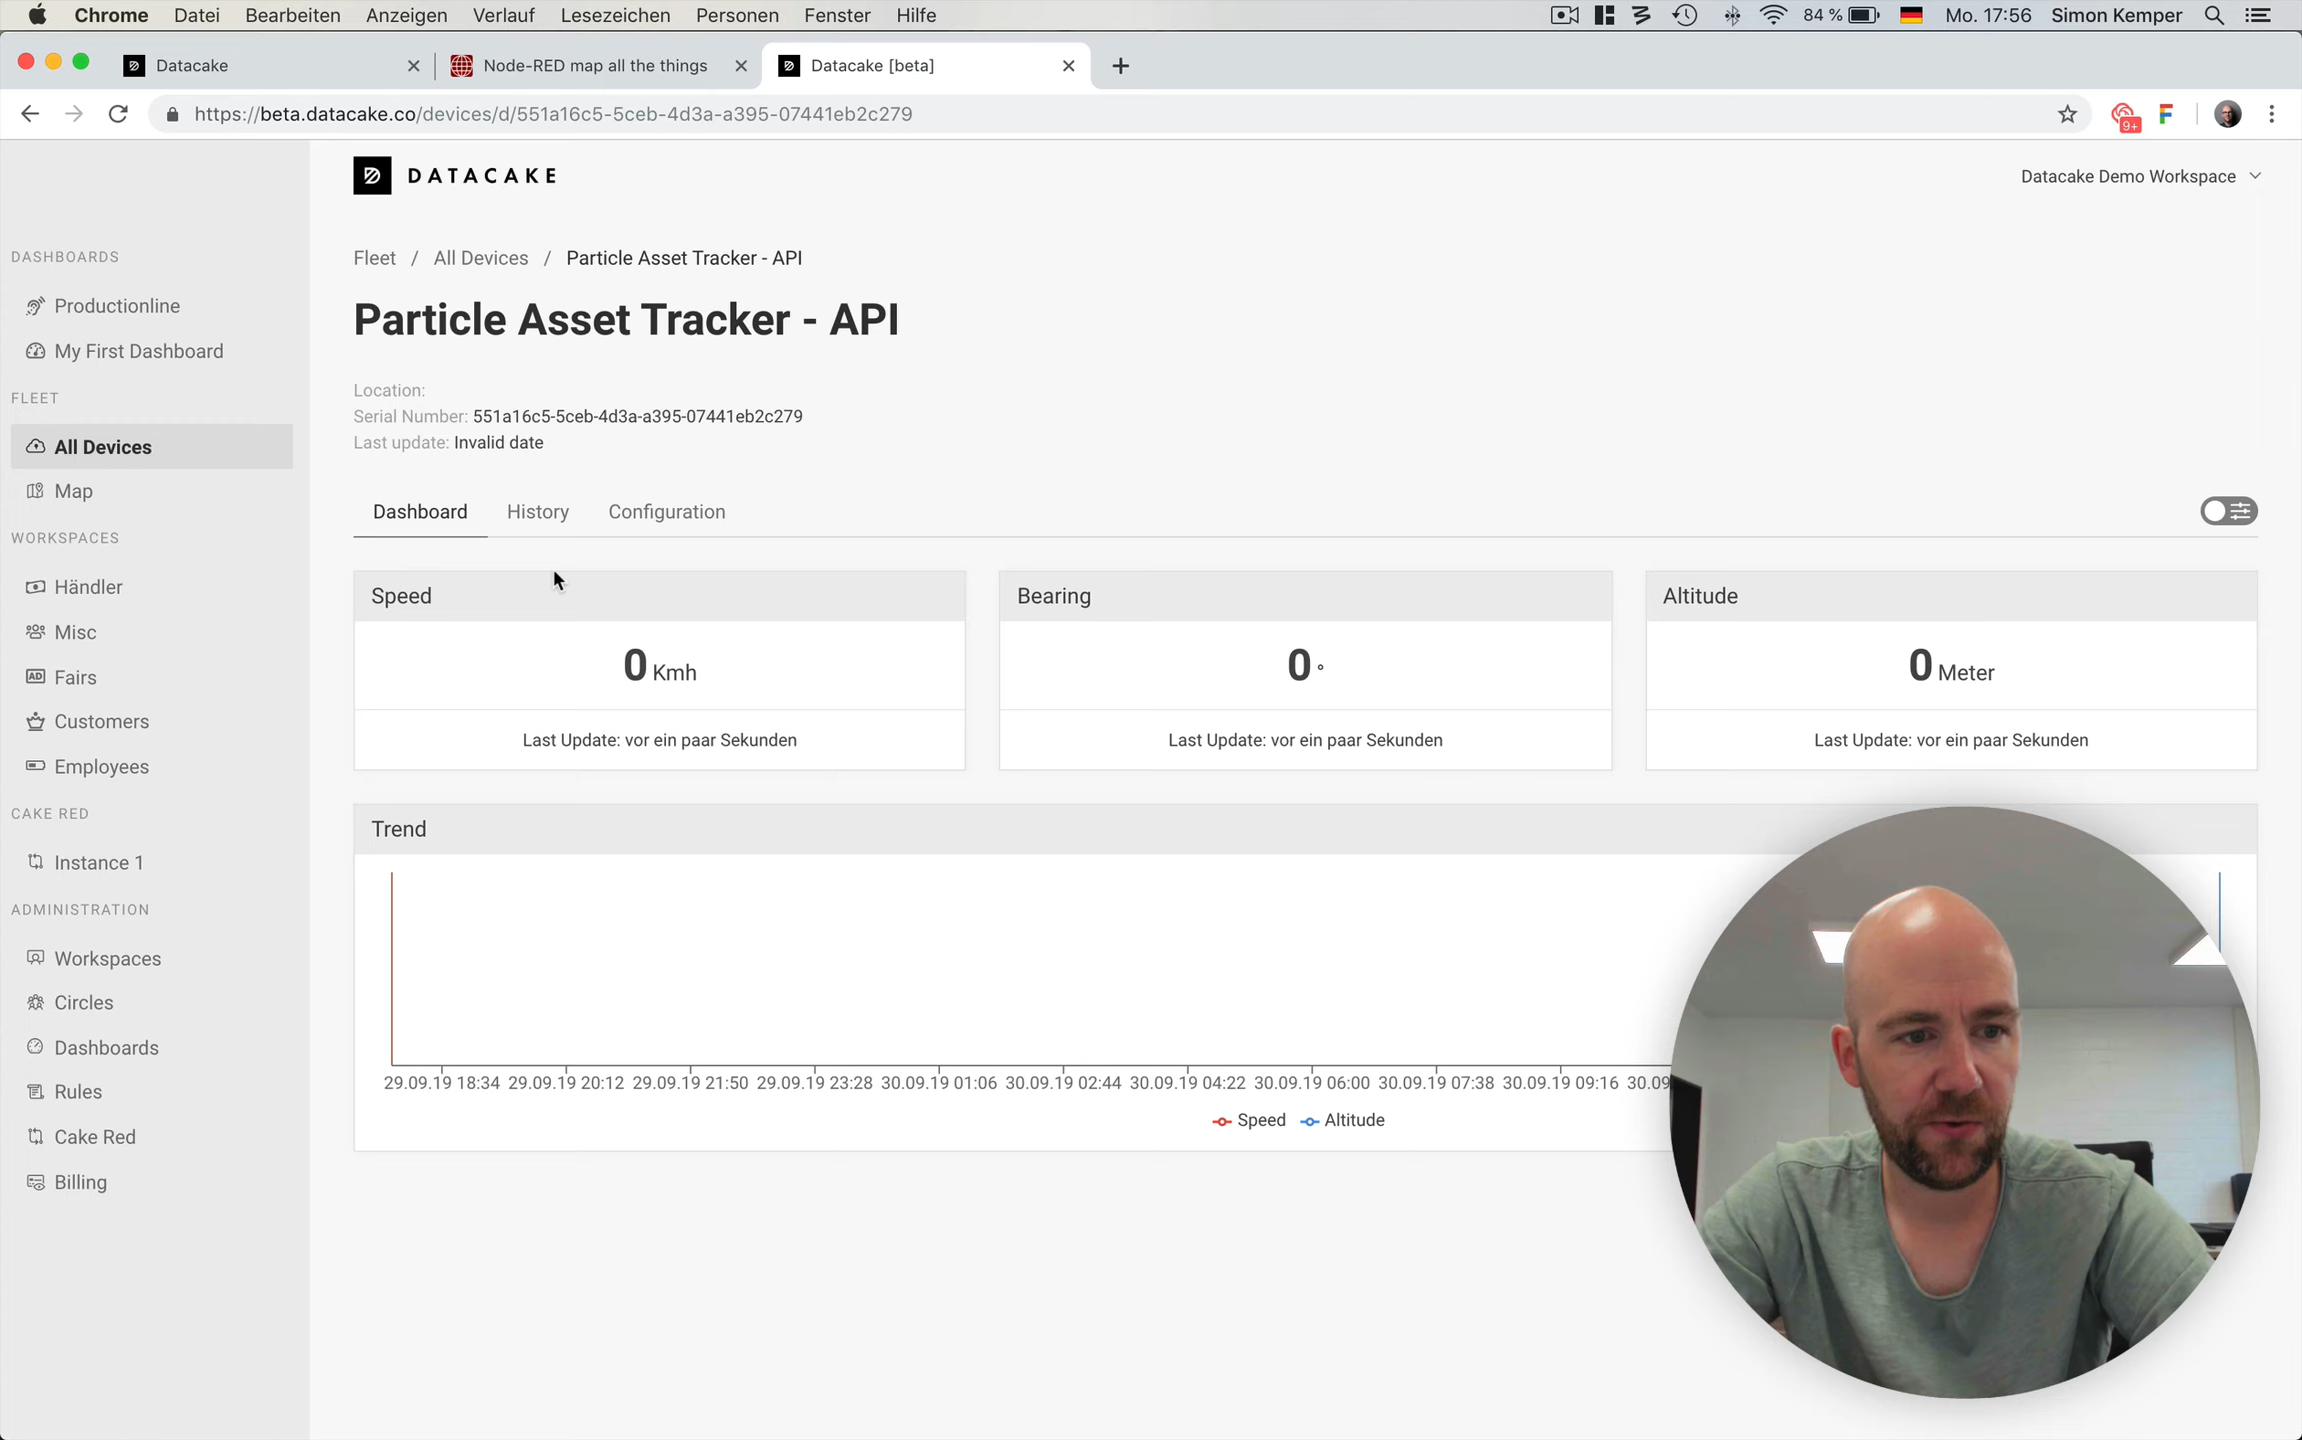 Chrome Datei Bearbeiten Anzeigen Verlauf Lesezeichen Personen Fenster Hilfe 84 % Mo. 17:56 Simon Kemper
Datacake Node-RED map all the things Datacake [beta]
https://beta.datacake.co/devices/d/551a16c5-5ceb-4d3a-a395-07441eb2c279
9+
DATACAKE
Datacake Demo Workspace
DASHBOARDS
Productionline
My First Dashboard
FLEET
All Devices
Map
WORKSPACES
Händler
Misc
AD Fairs
Customers
Employees
CAKE RED
Instance 1
ADMINISTRATION
Workspaces
Circles
Dashboards
Rules
Cake Red
Billing
Fleet / All Devices / Particle Asset Tracker - API
Particle Asset Tracker - API
Location:
Serial Number: 551a16c5-5ceb-4d3a-a395-07441eb2c279
Last update: Invalid date
Dashboard History Configuration
Speed
0 Kmh
Last Update: vor ein paar Sekunden
Bearing
0 °
Last Update: vor ein paar Sekunden
Altitude
0 Meter
Last Update: vor ein paar Sekunden
Trend
29.09.19 18:34 29.09.19 20:12 29.09.19 21:50 29.09.19 23:28 30.09.19 01:06 30.09.19 02:44 30.09.19 04:22 30.09.19 06:00 30.09.19 07:38 30.09.19 09:16 30.09
Speed Altitude